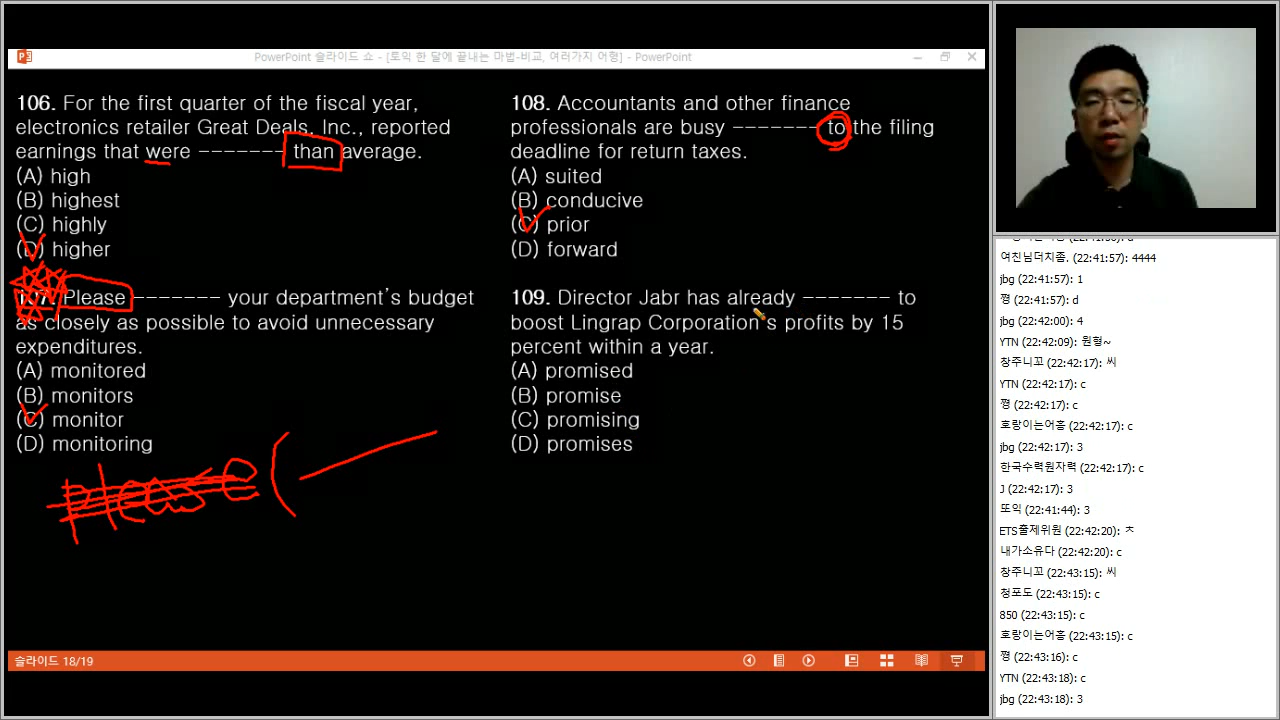 PowerPoint 슬라이드 쇼 - [토익 한 달에 끝내는 마법-비교, 여러가지 어형] - PowerPoint
106. For the first quarter of the fiscal year,
electronics retailer Great Deals, Inc., reported
earnings that were ------- than average.
(A) high
(B) highest
(C) highly
(D) higher
107. Please ------- your department's budget
as closely as possible to avoid unnecessary
expenditures.
(A) monitored
(B) monitors
(C) monitor
(D) monitoring
please (
108. Accountants and other finance
professionals are busy ------- to the filing
deadline for return taxes.
(A) suited
(B) conducive
(C) prior
(D) forward
109. Director Jabr has already ------- to
boost Lingrap Corporation's profits by 15
percent within a year.
(A) promised
(B) promise
(C) promising
(D) promises
슬라이드 18/19
여친님더치좀. (22:41:57): 4444
jbg (22:41:57): 1
쪙 (22:41:57): d
jbg (22:42:00): 4
YTN (22:42:09): 원형~
창주니꼬 (22:42:17): 씨
YTN (22:42:17): c
쪙 (22:42:17): c
호랑이는어흥 (22:42:17): c
jbg (22:42:17): 3
한국수력원자력 (22:42:17): c
J (22:42:17): 3
또익 (22:41:44): 3
ETS출제위원 (22:42:20): ㅊ
내가소유다 (22:42:20): c
창주니꼬 (22:43:15): 씨
청포도 (22:43:15): c
850 (22:43:15): c
호랑이는어흥 (22:43:15): c
쪙 (22:43:16): c
YTN (22:43:18): c
jbg (22:43:18): 3